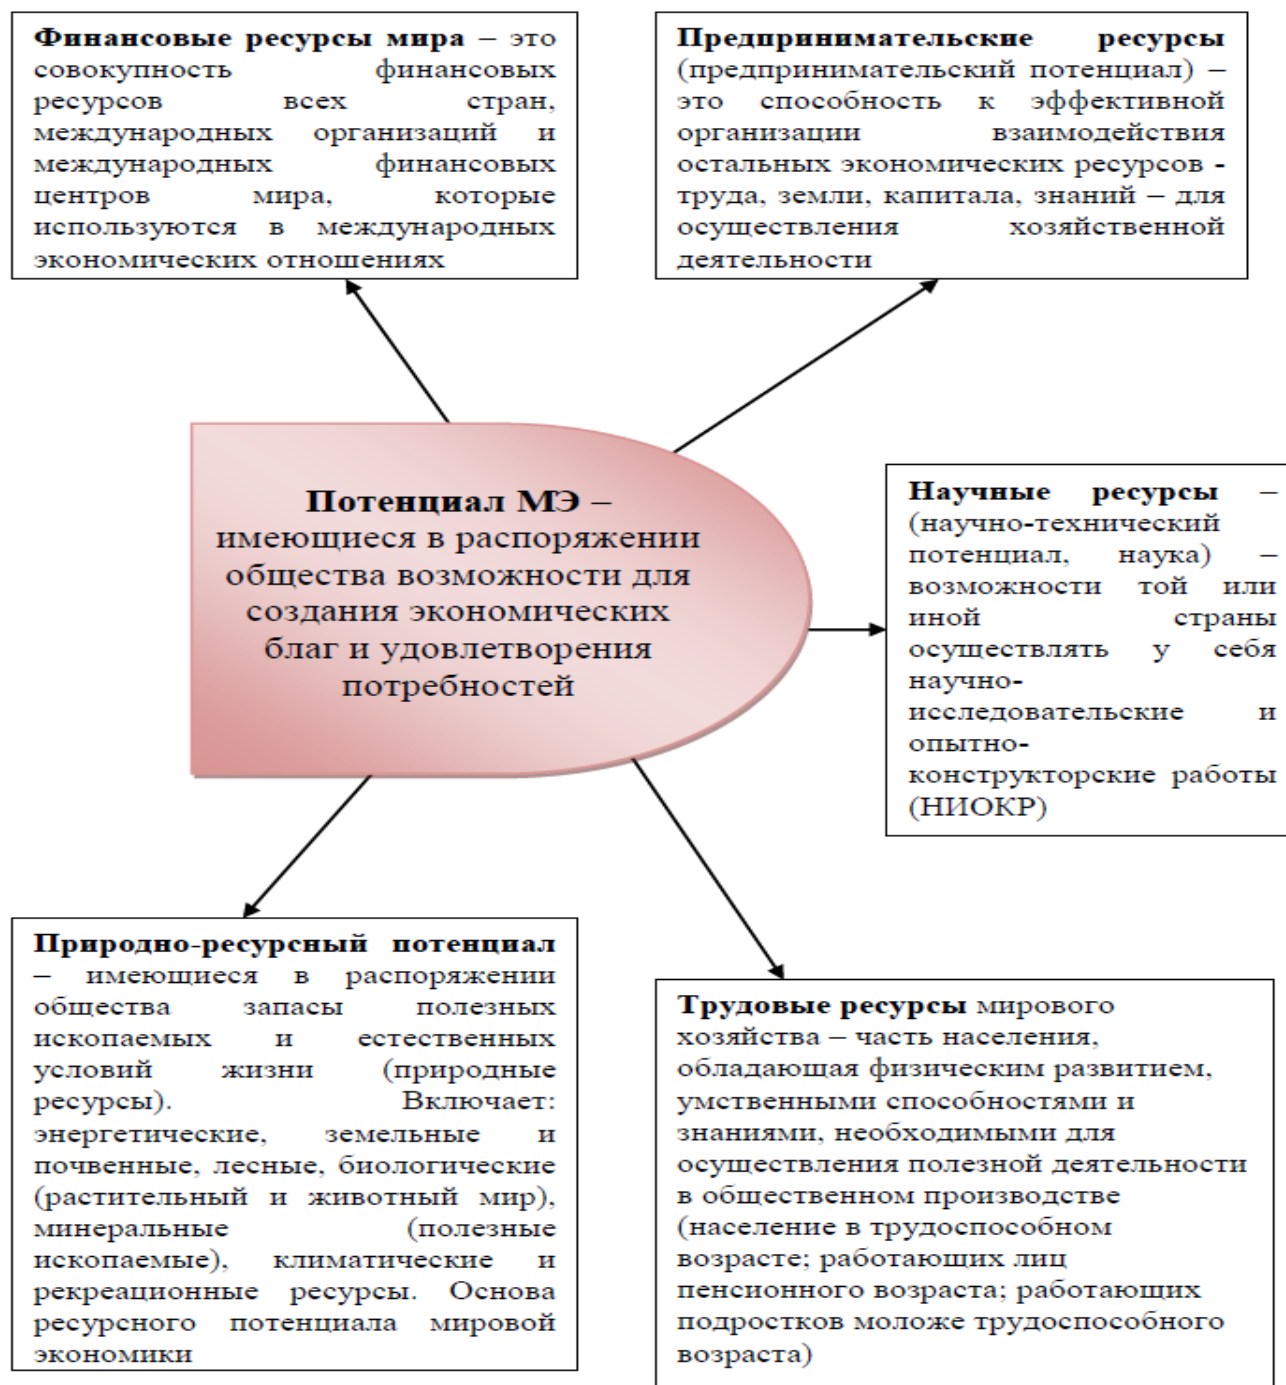 Финансовые ресурсы мира – это
совокупность финансовых
ресурсов всех стран,
международных организаций и
международных финансовых
центров мира, которые
используются в международных
экономических отношениях
Предпринимательские ресурсы
(предпринимательский потенциал) –
это способность к эффективной
организации взаимодействия
остальных экономических ресурсов -
труда, земли, капитала, знаний – для
осуществления хозяйственной
деятельности
Потенциал МЭ –
имеющиеся в распоряжении
общества возможности для
создания экономических
благ и удовлетворения
потребностей
Научные ресурсы –
(научно-технический
потенциал, наука) –
возможности той или
иной страны
осуществлять у себя
научно-
исследовательские и
опытно-
конструкторские работы
(НИОКР)
Природно-ресурсный потенциал
– имеющиеся в распоряжении
общества запасы полезных
ископаемых и естественных
условий жизни (природные
ресурсы). Включает:
энергетические, земельные и
почвенные, лесные, биологические
(растительный и животный мир),
минеральные (полезные
ископаемые), климатические и
рекреационные ресурсы. Основа
ресурсного потенциала мировой
экономики
Трудовые ресурсы мирового
хозяйства – часть населения,
обладающая физическим развитием,
умственными способностями и
знаниями, необходимыми для
осуществления полезной деятельности
в общественном производстве
(население в трудоспособном
возрасте; работающих лиц
пенсионного возраста; работающих
подростков моложе трудоспособного
возраста)